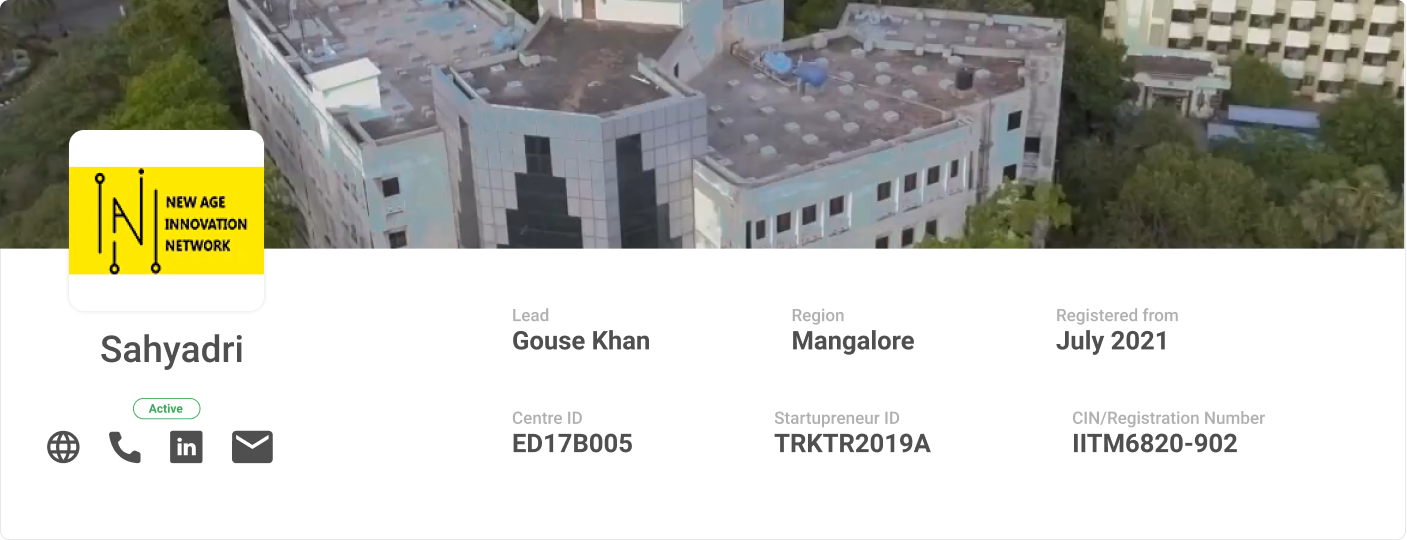 NEW AGE
INNOVATION
NETWORK
Sahyadri
Active
in
Lead
Gouse Khan
Region
Mangalore
Registered from
July 2021
Centre ID
ED17B005
Startupreneur ID
TRKTR2019A
CIN/Registration Number
IITM6820-902